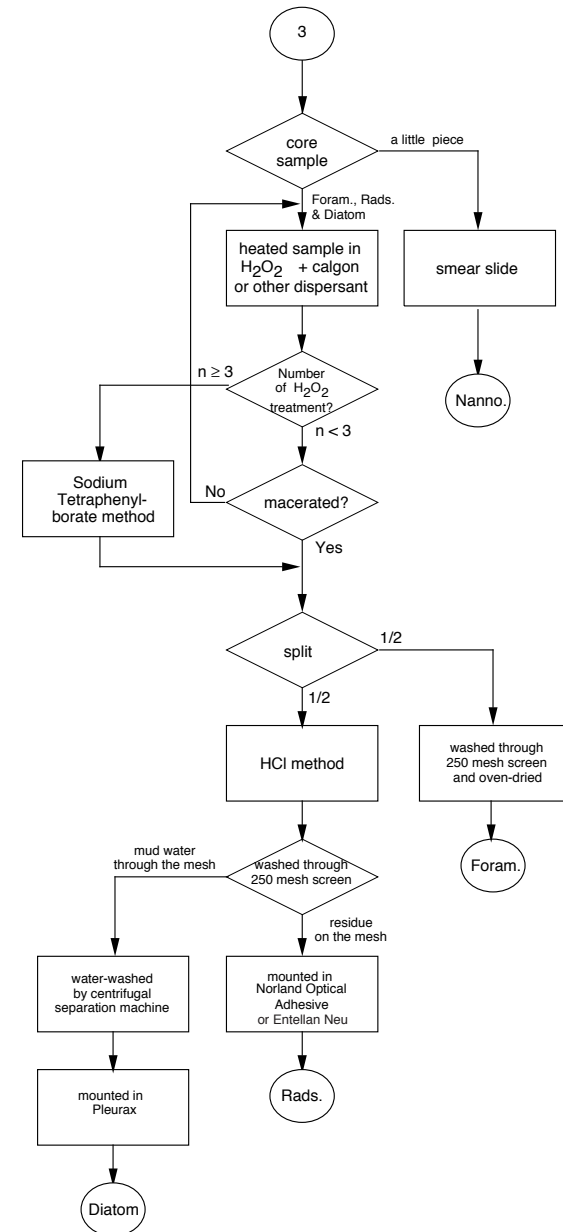 3
core
sample
a little piece
Foram., Rads.
& Diatom
heated sample in
H₂O₂ + calgon
or other dispersant
smear slide
Nanno.
n ≥ 3
Number
of H₂O₂
treatment?
n < 3
Sodium
Tetraphenyl-
borate method
No
macerated?
Yes
split
1/2
1/2
HCl method
washed through
250 mesh screen
and oven-dried
Foram.
mud water
through the mesh
washed through
250 mesh screen
residue
on the mesh
water-washed
by centrifugal
separation machine
mounted in
Norland Optical
Adhesive
or Entellan Neu
Rads.
mounted in
Pleurax
Diatom